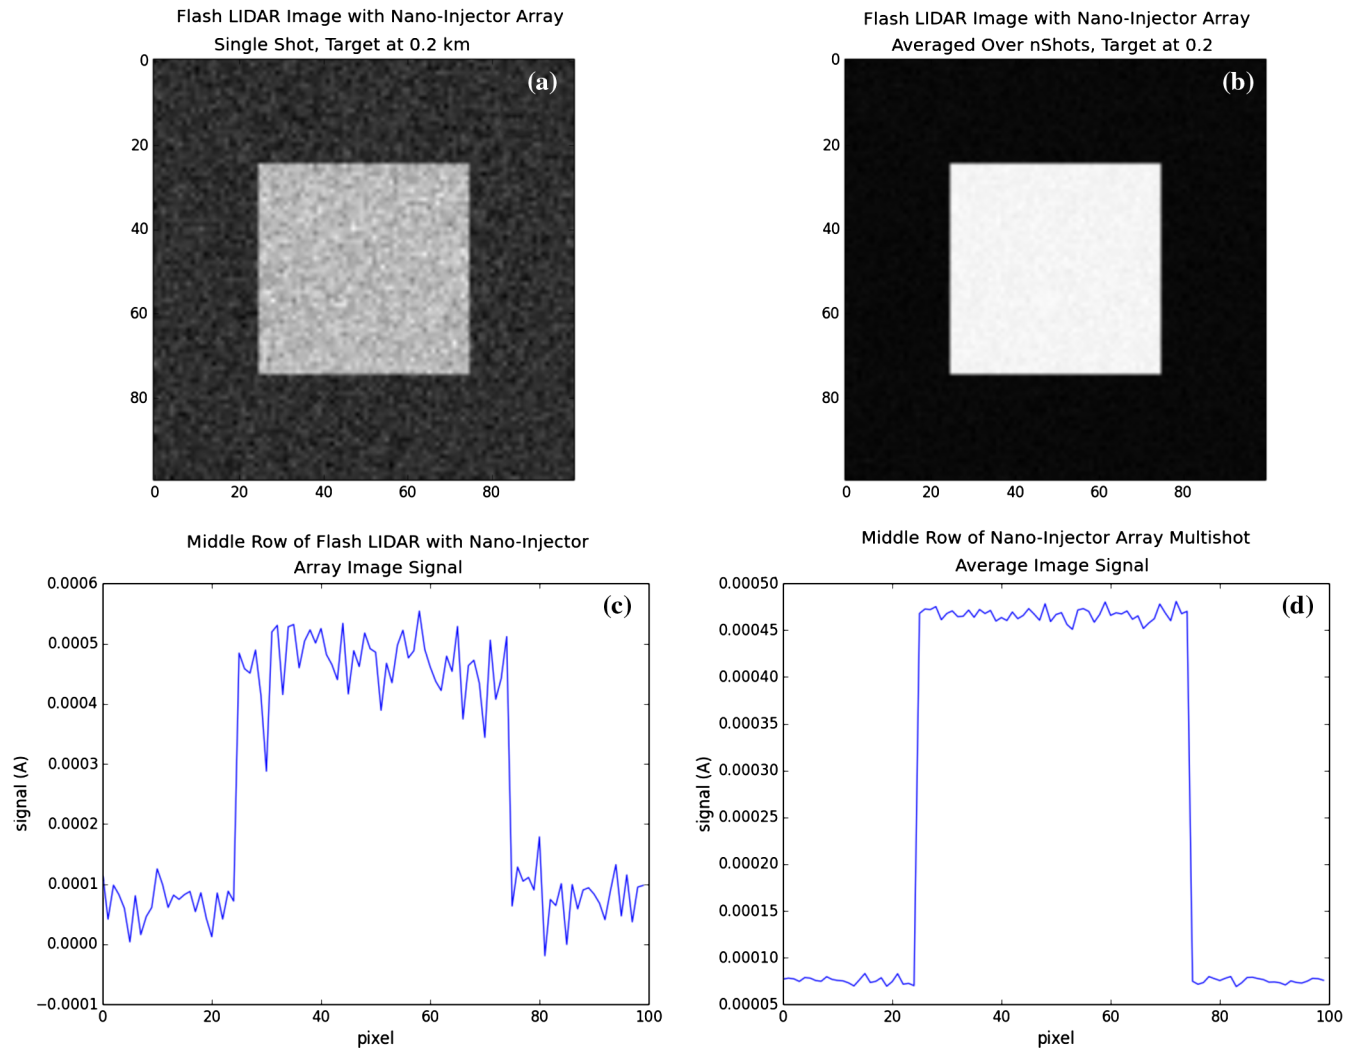 Flash LIDAR Image with Nano-Injector Array
Single Shot, Target at 0.2 km
(a)
0
20
40
60
80
0 20 40 60 80
Flash LIDAR Image with Nano-Injector Array
Averaged Over nShots, Target at 0.2
(b)
0
20
40
60
80
0 20 40 60 80
Middle Row of Flash LIDAR with Nano-Injector
Array Image Signal
(c)
0.0006
0.0005
0.0004
0.0003
0.0002
0.0001
0.0000
−0.0001
signal (A)
0 20 40 60 80 100
pixel
Middle Row of Nano-Injector Array Multishot
Average Image Signal
(d)
0.00050
0.00045
0.00040
0.00035
0.00030
0.00025
0.00020
0.00015
0.00010
0.00005
signal (A)
0 20 40 60 80 100
pixel